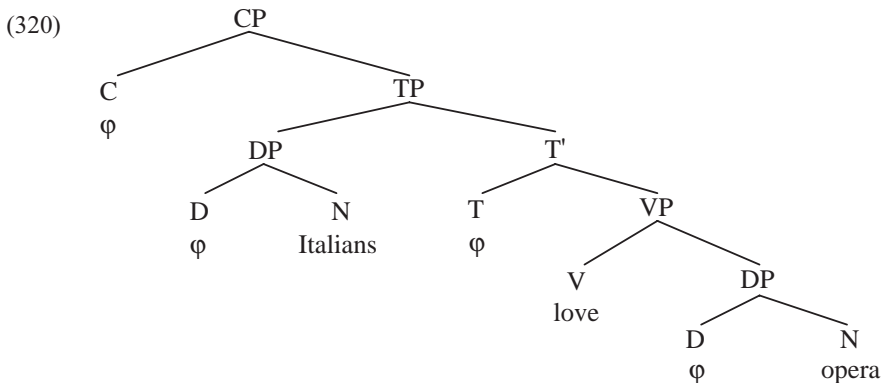 (320) CP
C TP
φ
DP T'
D N T VP
φ Italians φ
V DP
love
D N
φ opera